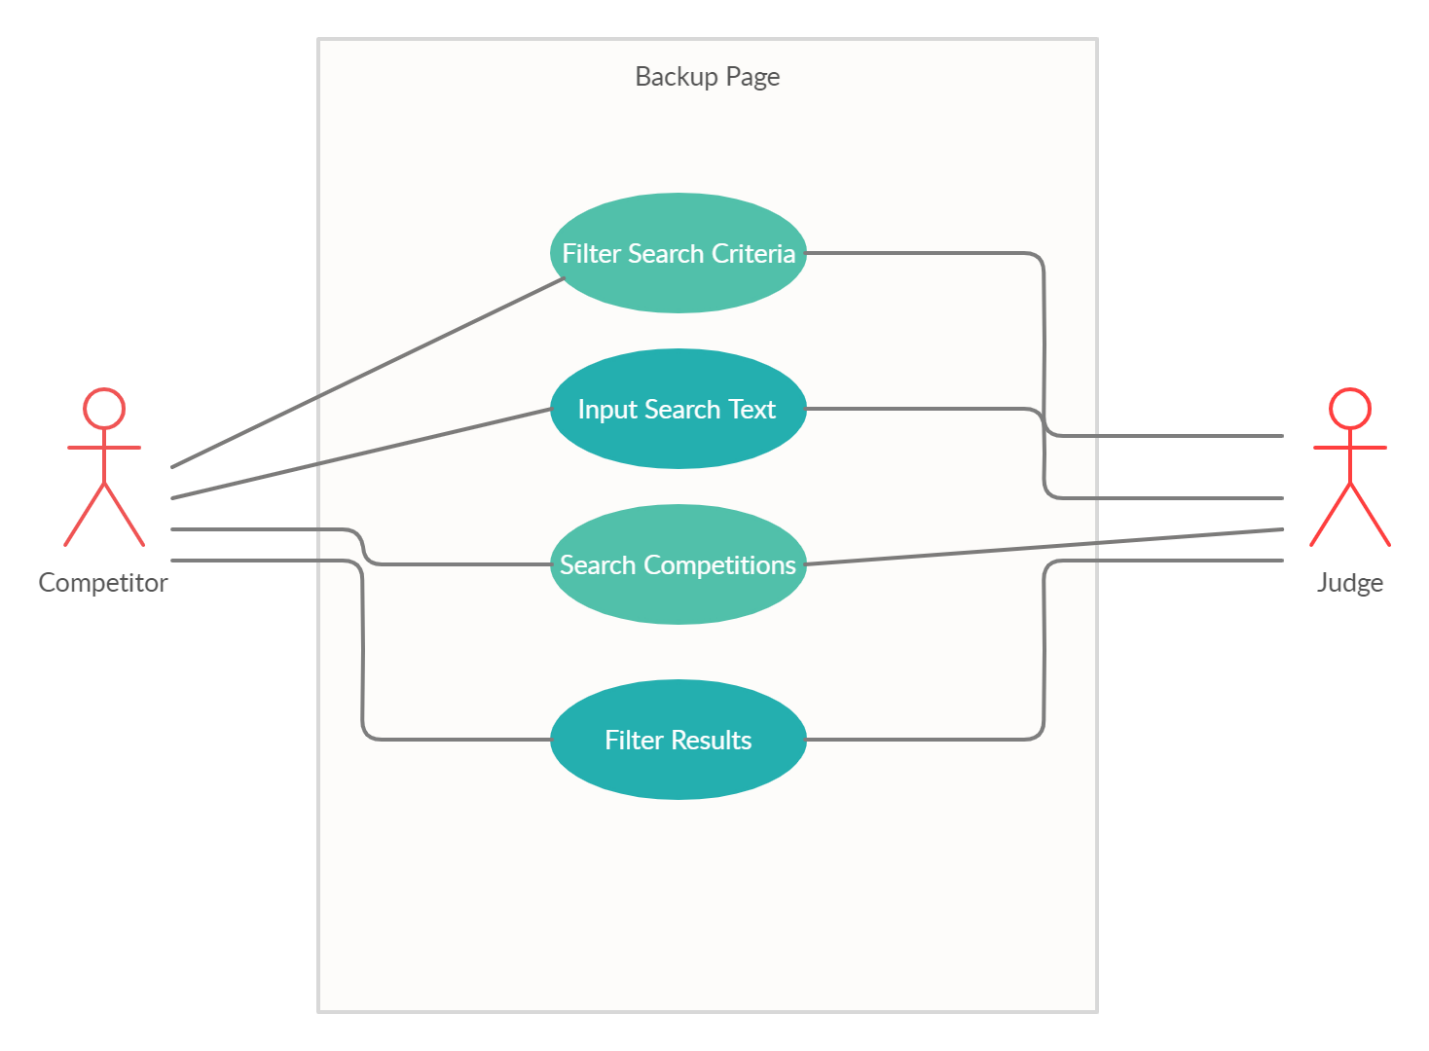 Backup Page
Filter Search Criteria
Input Search Text
Search Competitions
Competitor
Judge
Filter Results